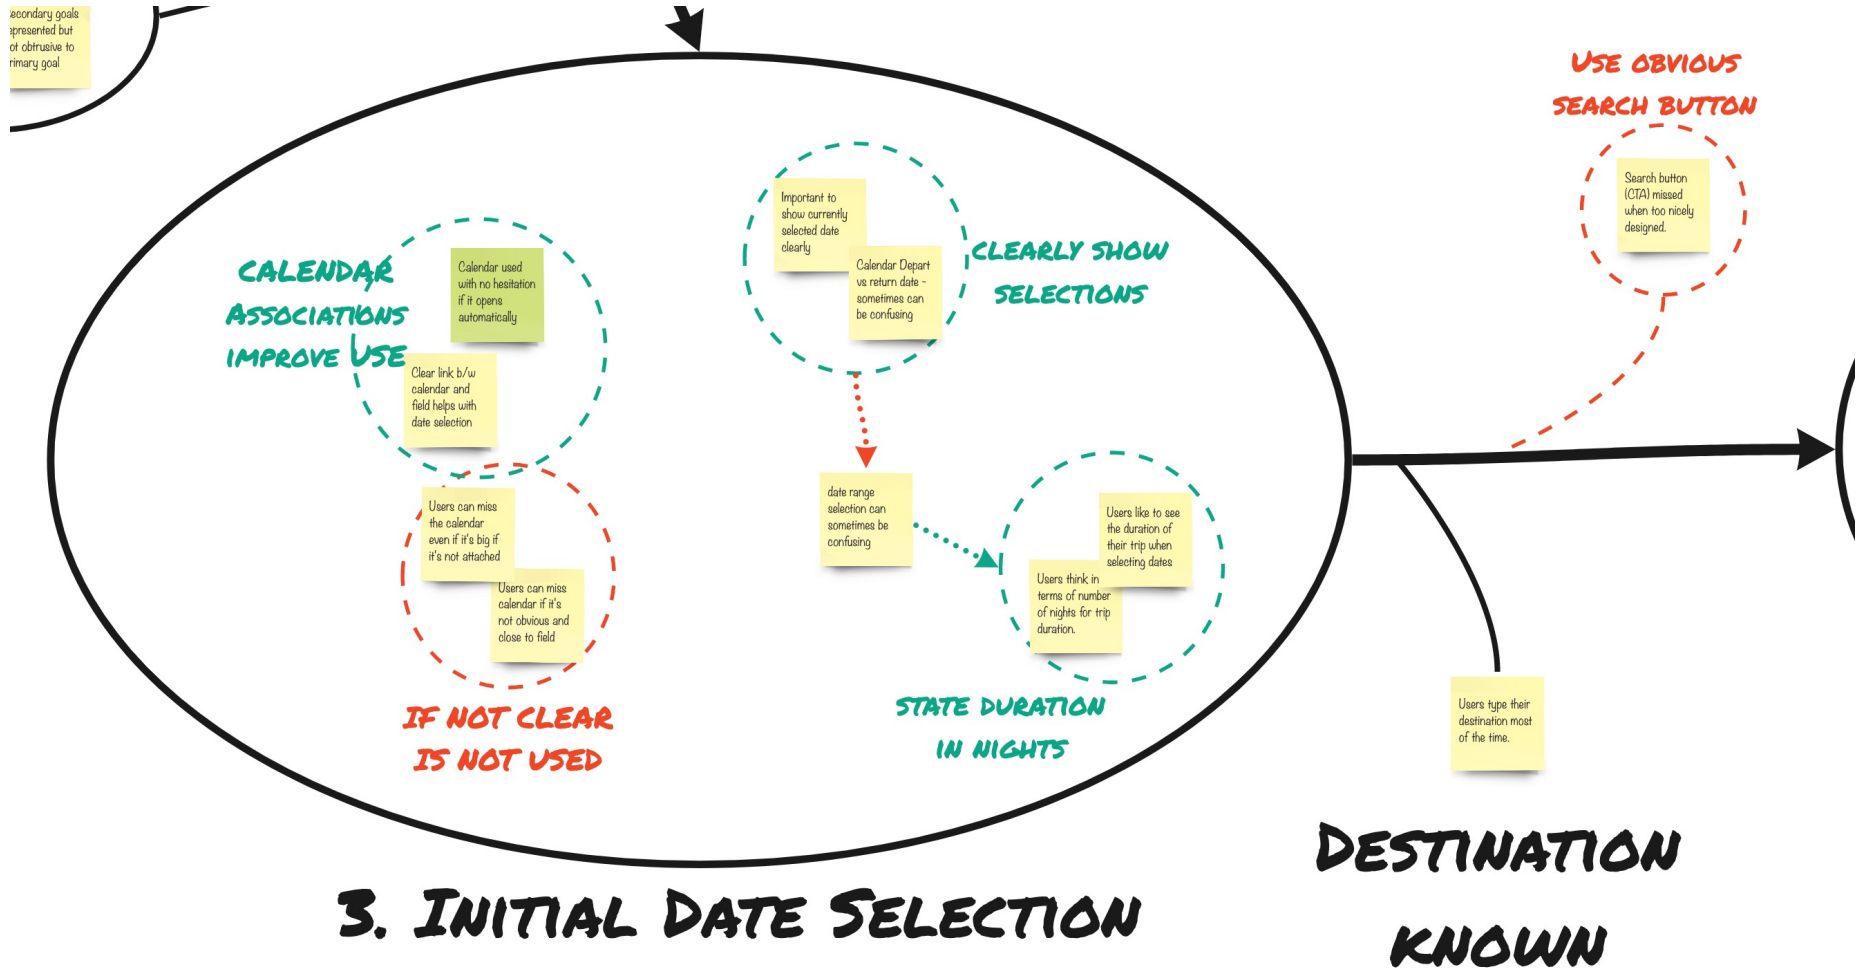 econdary goals
epresented but
ot obtrusive to
rimary goal
USE OBVIOUS
SEARCH BUTTON
Search button
(CTA) missed
when too nicely
designed.
Important to
show currently
selected date
clearly
Calendar Depart
vs return date -
sometimes can
be confusing
CLEARLY SHOW
SELECTIONS
CALENDAR
ASSOCIATIONS
IMPROVE USE
Calendar used
with no hesitation
if it opens
automatically
Clear link b/w
calendar and
field helps with
date selection
Users can miss
the calendar
even if it's big if
it's not attached
Users can miss
calendar if it's
not obvious and
close to field
IF NOT CLEAR
IS NOT USED
date range
selection can
sometimes be
confusing
Users like to see
the duration of
their trip when
selecting dates
Users think in
terms of number
of nights for trip
duration.
STATE DURATION
IN NIGHTS
Users type their
destination most
of the time.
DESTINATION
KNOWN
3. INITIAL DATE SELECTION